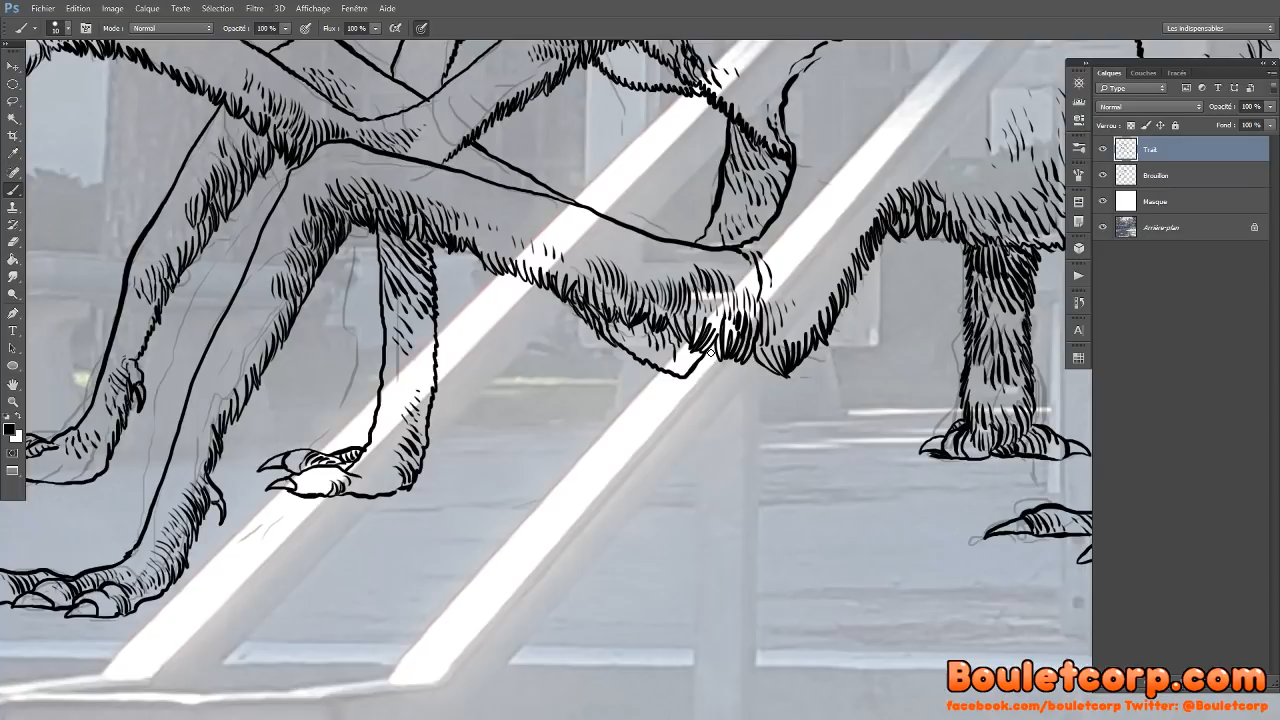 Ps Fichier Edition Image Calque Texte Sélection Filtre 3D Affichage Fenêtre Aide
10 Mode : Normal Opacité : 100 % Flux : 100 % Les indispensables
Calques Couches Tracés
Type
Normal Opacité : 100 %
Verrou : Fond : 100 %
Trait
Brouillon
Masque
Arrière-plan
Bouletcorp.com
facebook.com/bouletcorp Twitter: @Bouletcorp